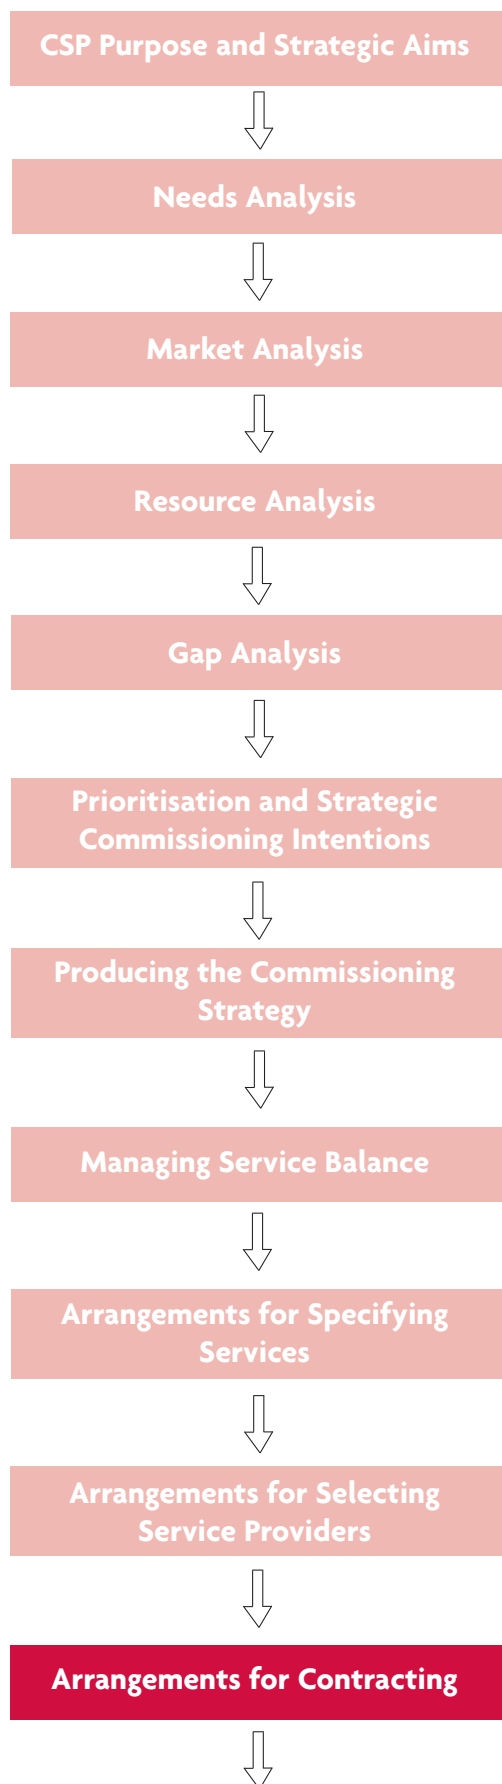 CSP Purpose and Strategic Aims
Needs Analysis
Market Analysis
Resource Analysis
Gap Analysis
Prioritisation and Strategic
Commissioning Intentions
Producing the Commissioning
Strategy
Managing Service Balance
Arrangements for Specifying
Services
Arrangements for Selecting
Service Providers
Arrangements for Contracting